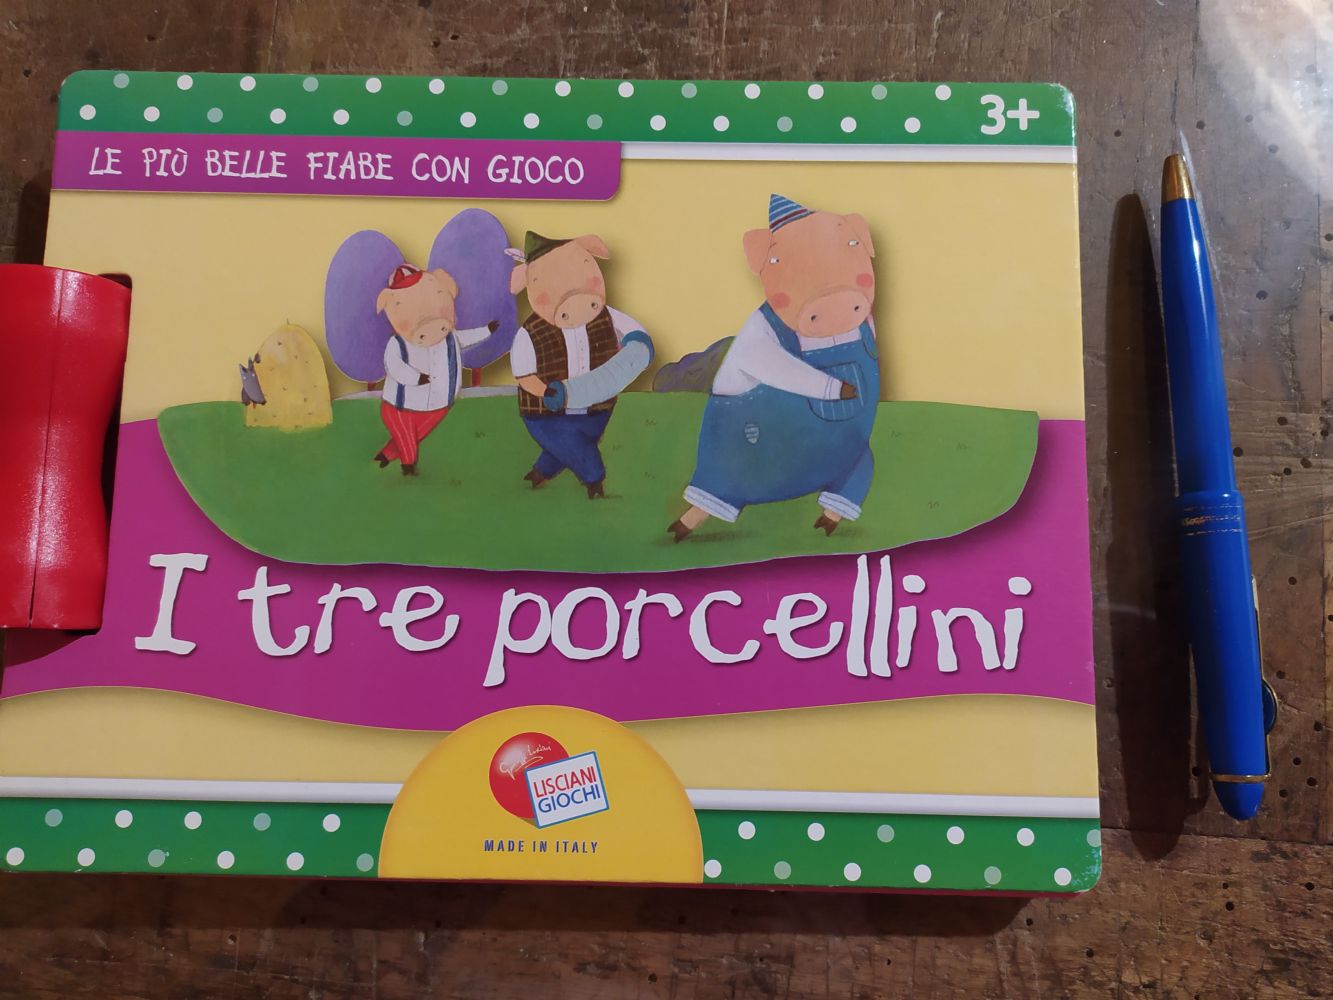 3+
LE PIÙ BELLE FIABE CON GIOCO
I tre porcellini
LISCIANI
GIOCHI
MADE IN ITALY